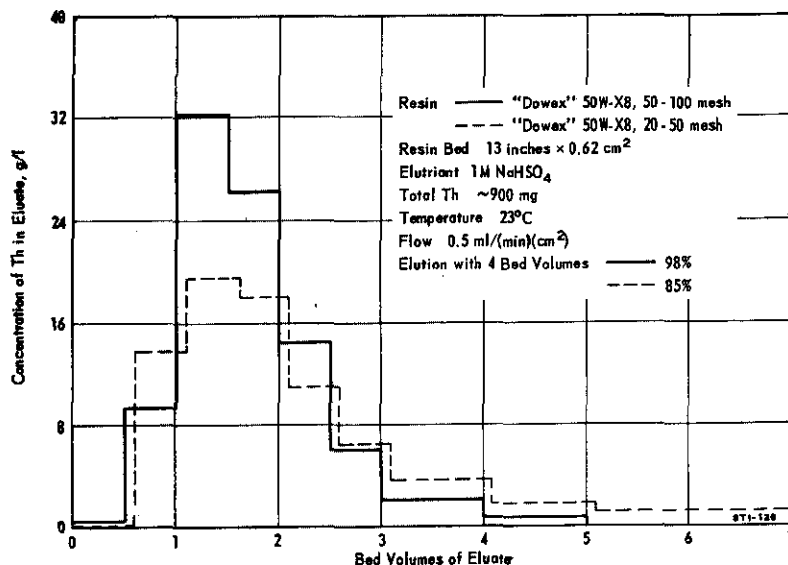 Concentration of Th in Eluate, g/l
40
32
24
16
8
0
Resin "Dowex" 50W-X8, 50-100 mesh
"Dowex" 50W-X8, 20-50 mesh
Resin Bed 13 inches × 0.62 cm²
Elutriant 1M NaHSO₄
Total Th ~900 mg
Temperature 23°C
Flow 0.5 ml/(min)(cm²)
Elution with 4 Bed Volumes 98%
85%
0 1 2 3 4 5 6
Bed Volumes of Eluate